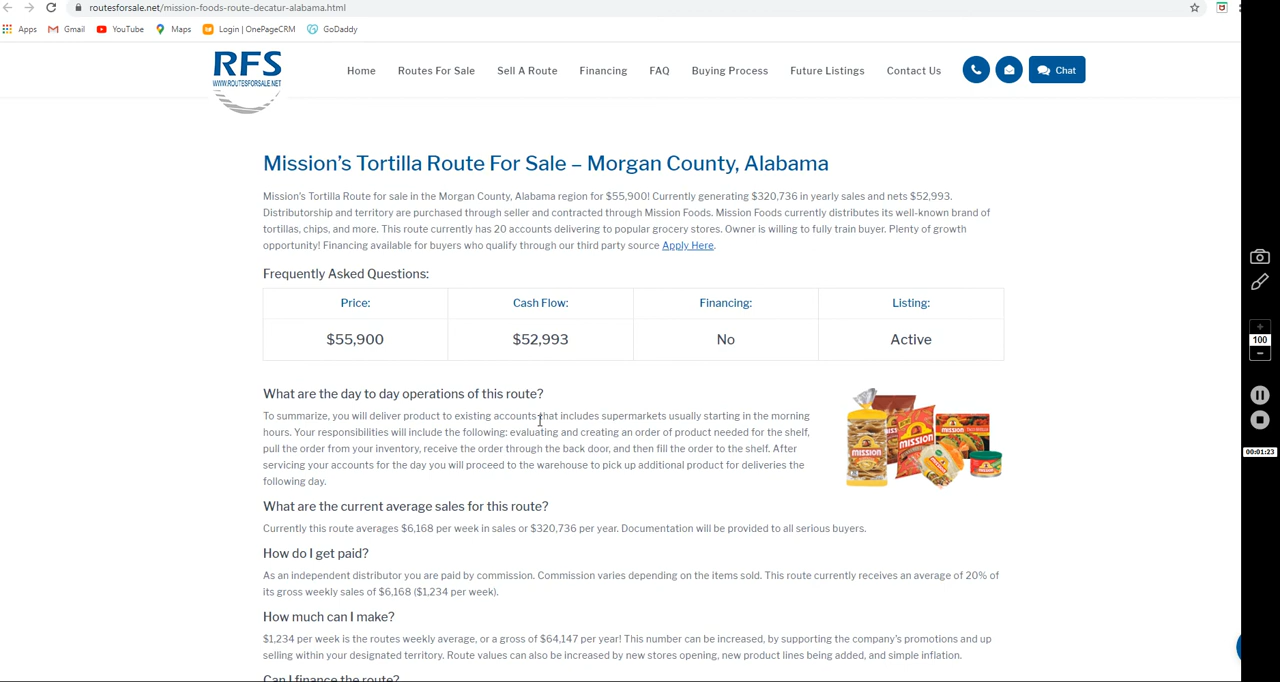 routesforsale.net/mission-foods-route-decatur-alabama.html
Apps Gmail YouTube Maps Login | OnePageCRM GoDaddy
RFS
WWW.ROUTESFORSALE.NET
Home Routes For Sale Sell A Route Financing FAQ Buying Process Future Listings Contact Us Chat
Mission's Tortilla Route For Sale – Morgan County, Alabama
Mission's Tortilla Route for sale in the Morgan County, Alabama region for $55,900! Currently generating $320,736 in yearly sales and nets $52,993.
Distributorship and territory are purchased through seller and contracted through Mission Foods. Mission Foods currently distributes its well-known brand of
tortillas, chips, and more. This route currently has 20 accounts delivering to popular grocery stores. Owner is willing to fully train buyer. Plenty of growth
opportunity! Financing available for buyers who qualify through our third party source Apply Here.
Frequently Asked Questions:
Price: Cash Flow: Financing: Listing:
$55,900 $52,993 No Active
What are the day to day operations of this route?
To summarize, you will deliver product to existing accounts that includes supermarkets usually starting in the morning
hours. Your responsibilities will include the following: evaluating and creating an order of product needed for the shelf,
pull the order from your inventory, receive the order through the back door, and then fill the order to the shelf. After
servicing your accounts for the day you will proceed to the warehouse to pick up additional product for deliveries the
following day.
MISSION
MISSION
MISSION
What are the current average sales for this route?
Currently this route averages $6,168 per week in sales or $320,736 per year. Documentation will be provided to all serious buyers.
How do I get paid?
As an independent distributor you are paid by commission. Commission varies depending on the items sold. This route currently receives an average of 20% of
its gross weekly sales of $6,168 ($1,234 per week).
How much can I make?
$1,234 per week is the routes weekly average, or a gross of $64,147 per year! This number can be increased, by supporting the company's promotions and up
selling within your designated territory. Route values can also be increased by new stores opening, new product lines being added, and simple inflation.
Can I finance the route?
100
00:01:23